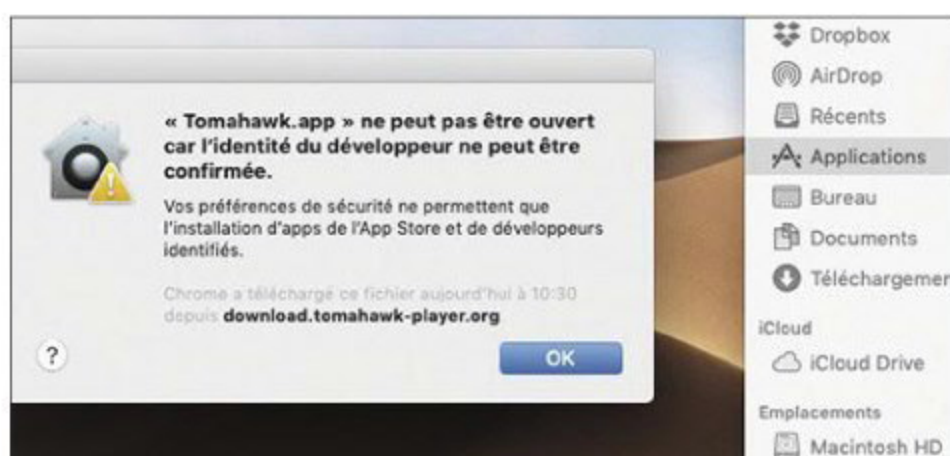 « Tomahawk.app » ne peut pas être ouvert
car l'identité du développeur ne peut être
confirmée.
Vos préférences de sécurité ne permettent que
l'installation d'apps de l'App Store et de développeurs
identifiés.
Chrome a téléchargé ce fichier aujourd'hui à 10:30
depuis download.tomahawk-player.org
?
OK
Dropbox
AirDrop
Récents
Applications
Bureau
Documents
Téléchargemen
iCloud
iCloud Drive
Emplacements
Macintosh HD